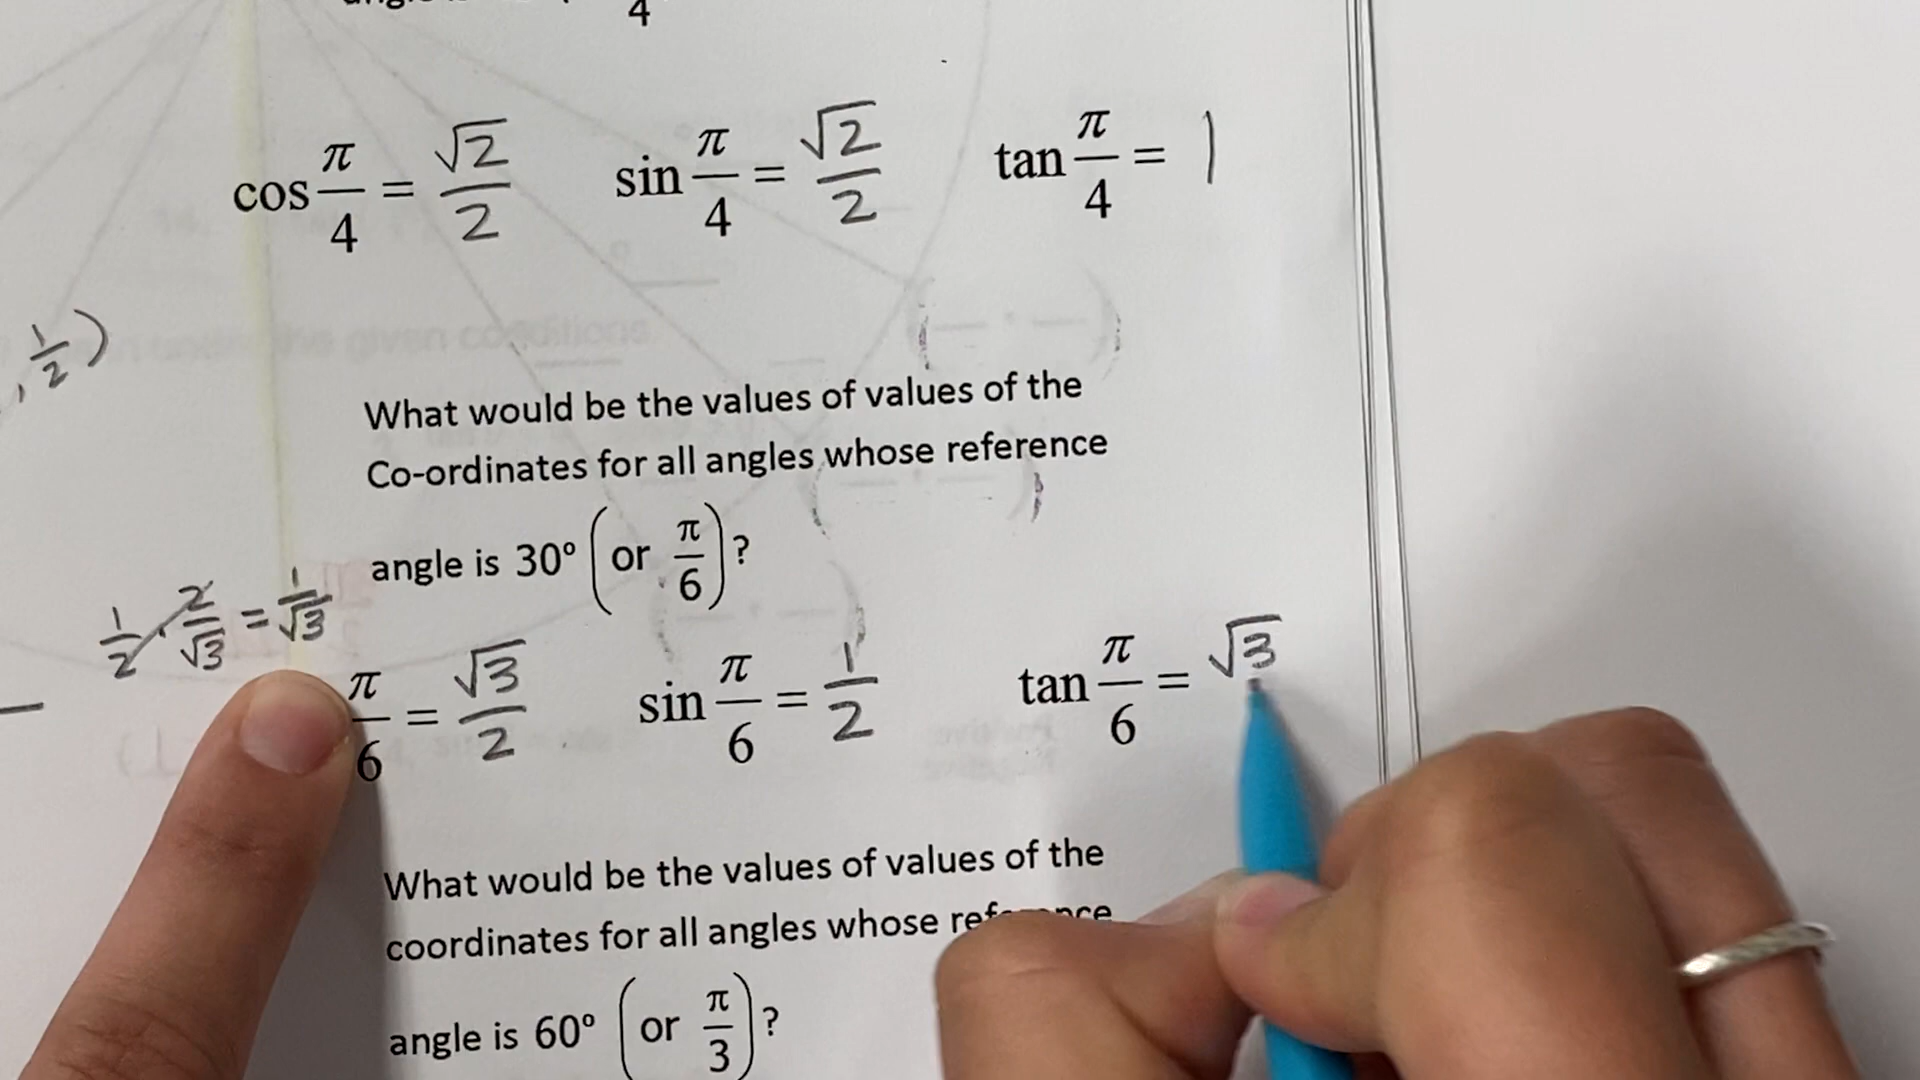 4
cos π/4 = √2/2 sin π/4 = √2/2 tan π/4 = 1
, 1/2)
What would be the values of values of the
Co-ordinates for all angles whose reference
angle is 30° (or π/6)?
1/2 · 2/√3 = 1/√3
π/6 = √3/2 sin π/6 = 1/2 tan π/6 = √3
What would be the values of values of the
coordinates for all angles whose
angle is 60° (or π/3)?